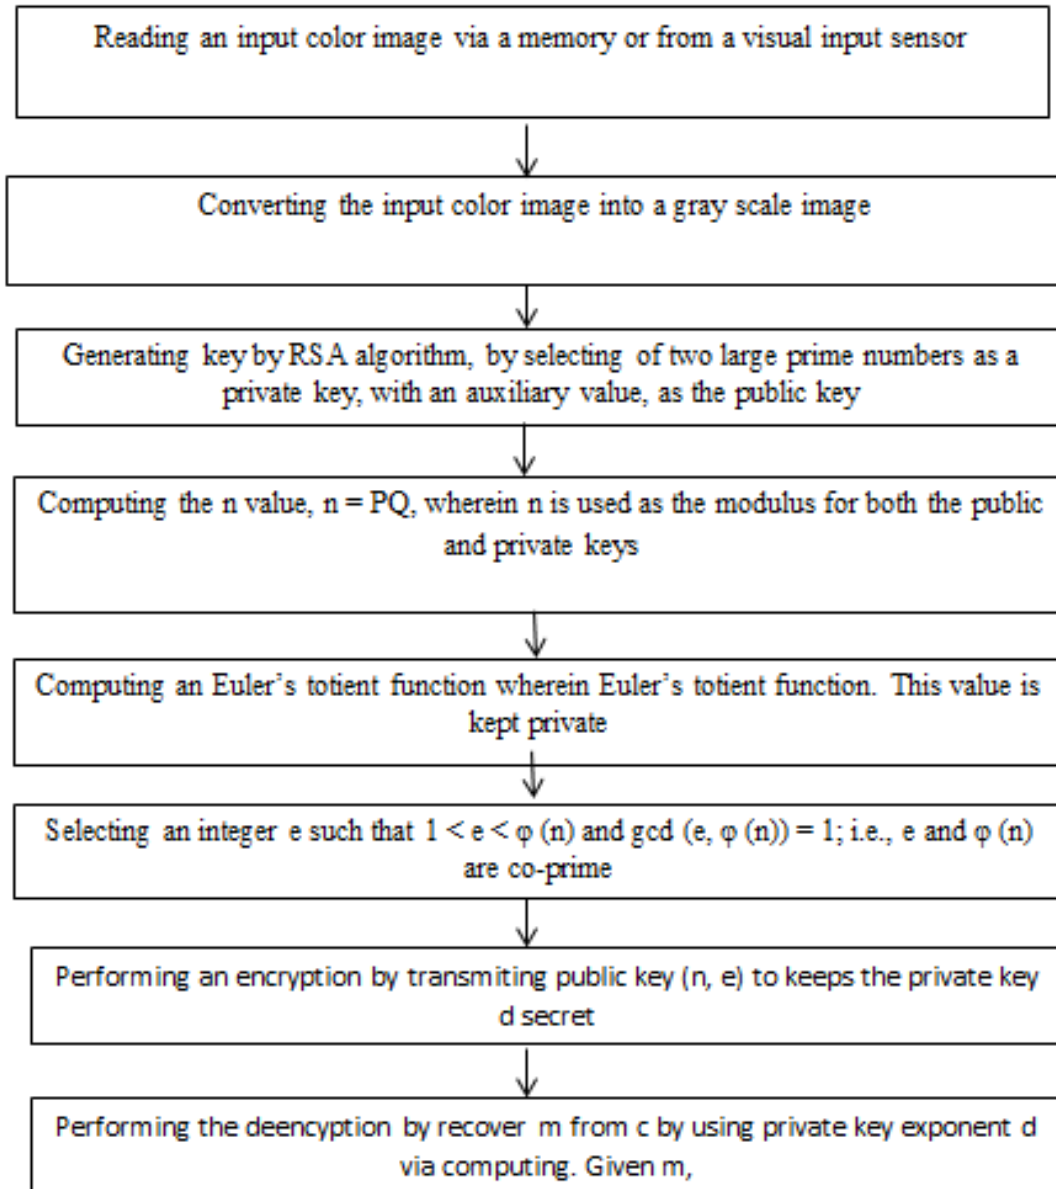 Reading an input color image via a memory or from a visual input sensor
Converting the input color image into a gray scale image
Generating key by RSA algorithm, by selecting of two large prime numbers as a
private key, with an auxiliary value, as the public key
Computing the n value, n = PQ, wherein n is used as the modulus for both the public
and private keys
Computing an Euler's totient function wherein Euler's totient function. This value is
kept private
Selecting an integer e such that 1 < e < φ (n) and gcd (e, φ (n)) = 1; i.e., e and φ (n)
are co-prime
Performing an encryption by transmiting public key (n, e) to keeps the private key
d secret
Performing the deencyption by recover m from c by using private key exponent d
via computing. Given m,